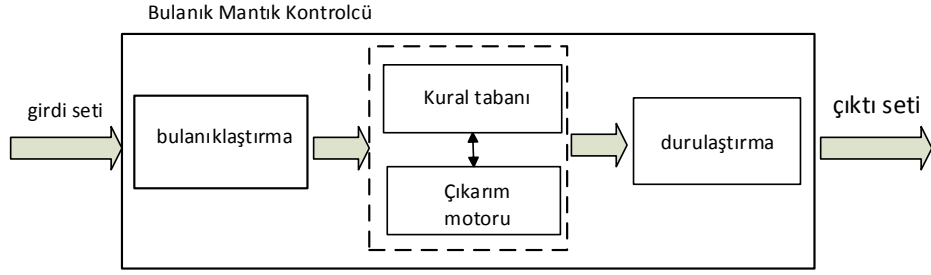 Bulanık Mantık Kontrolcü
girdi seti
bulanıklaştırma
Kural tabanı
Çıkarım
motoru
durulaştırma
çıktı seti